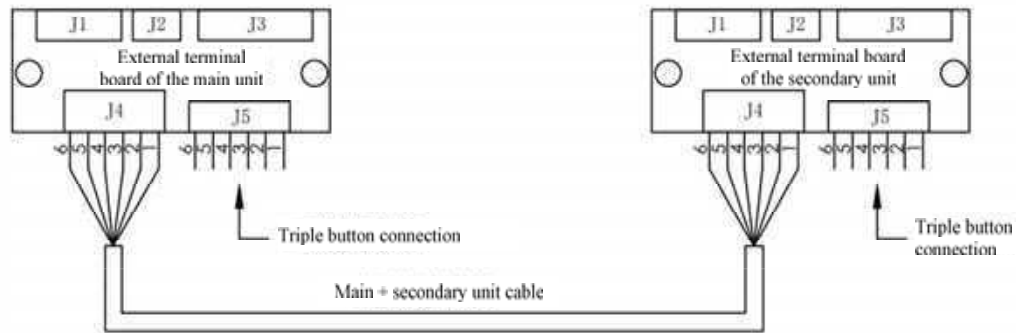 J1 J2 J3
External terminal
board of the main unit
J4 J5
6 5 4 3 2 1 6 5 4 3 2 1
Triple button connection
J1 J2 J3
External terminal board
of the secondary unit
J4 J5
6 5 4 3 2 1 6 5 4 3 2 1
Triple button
connection
Main + secondary unit cable